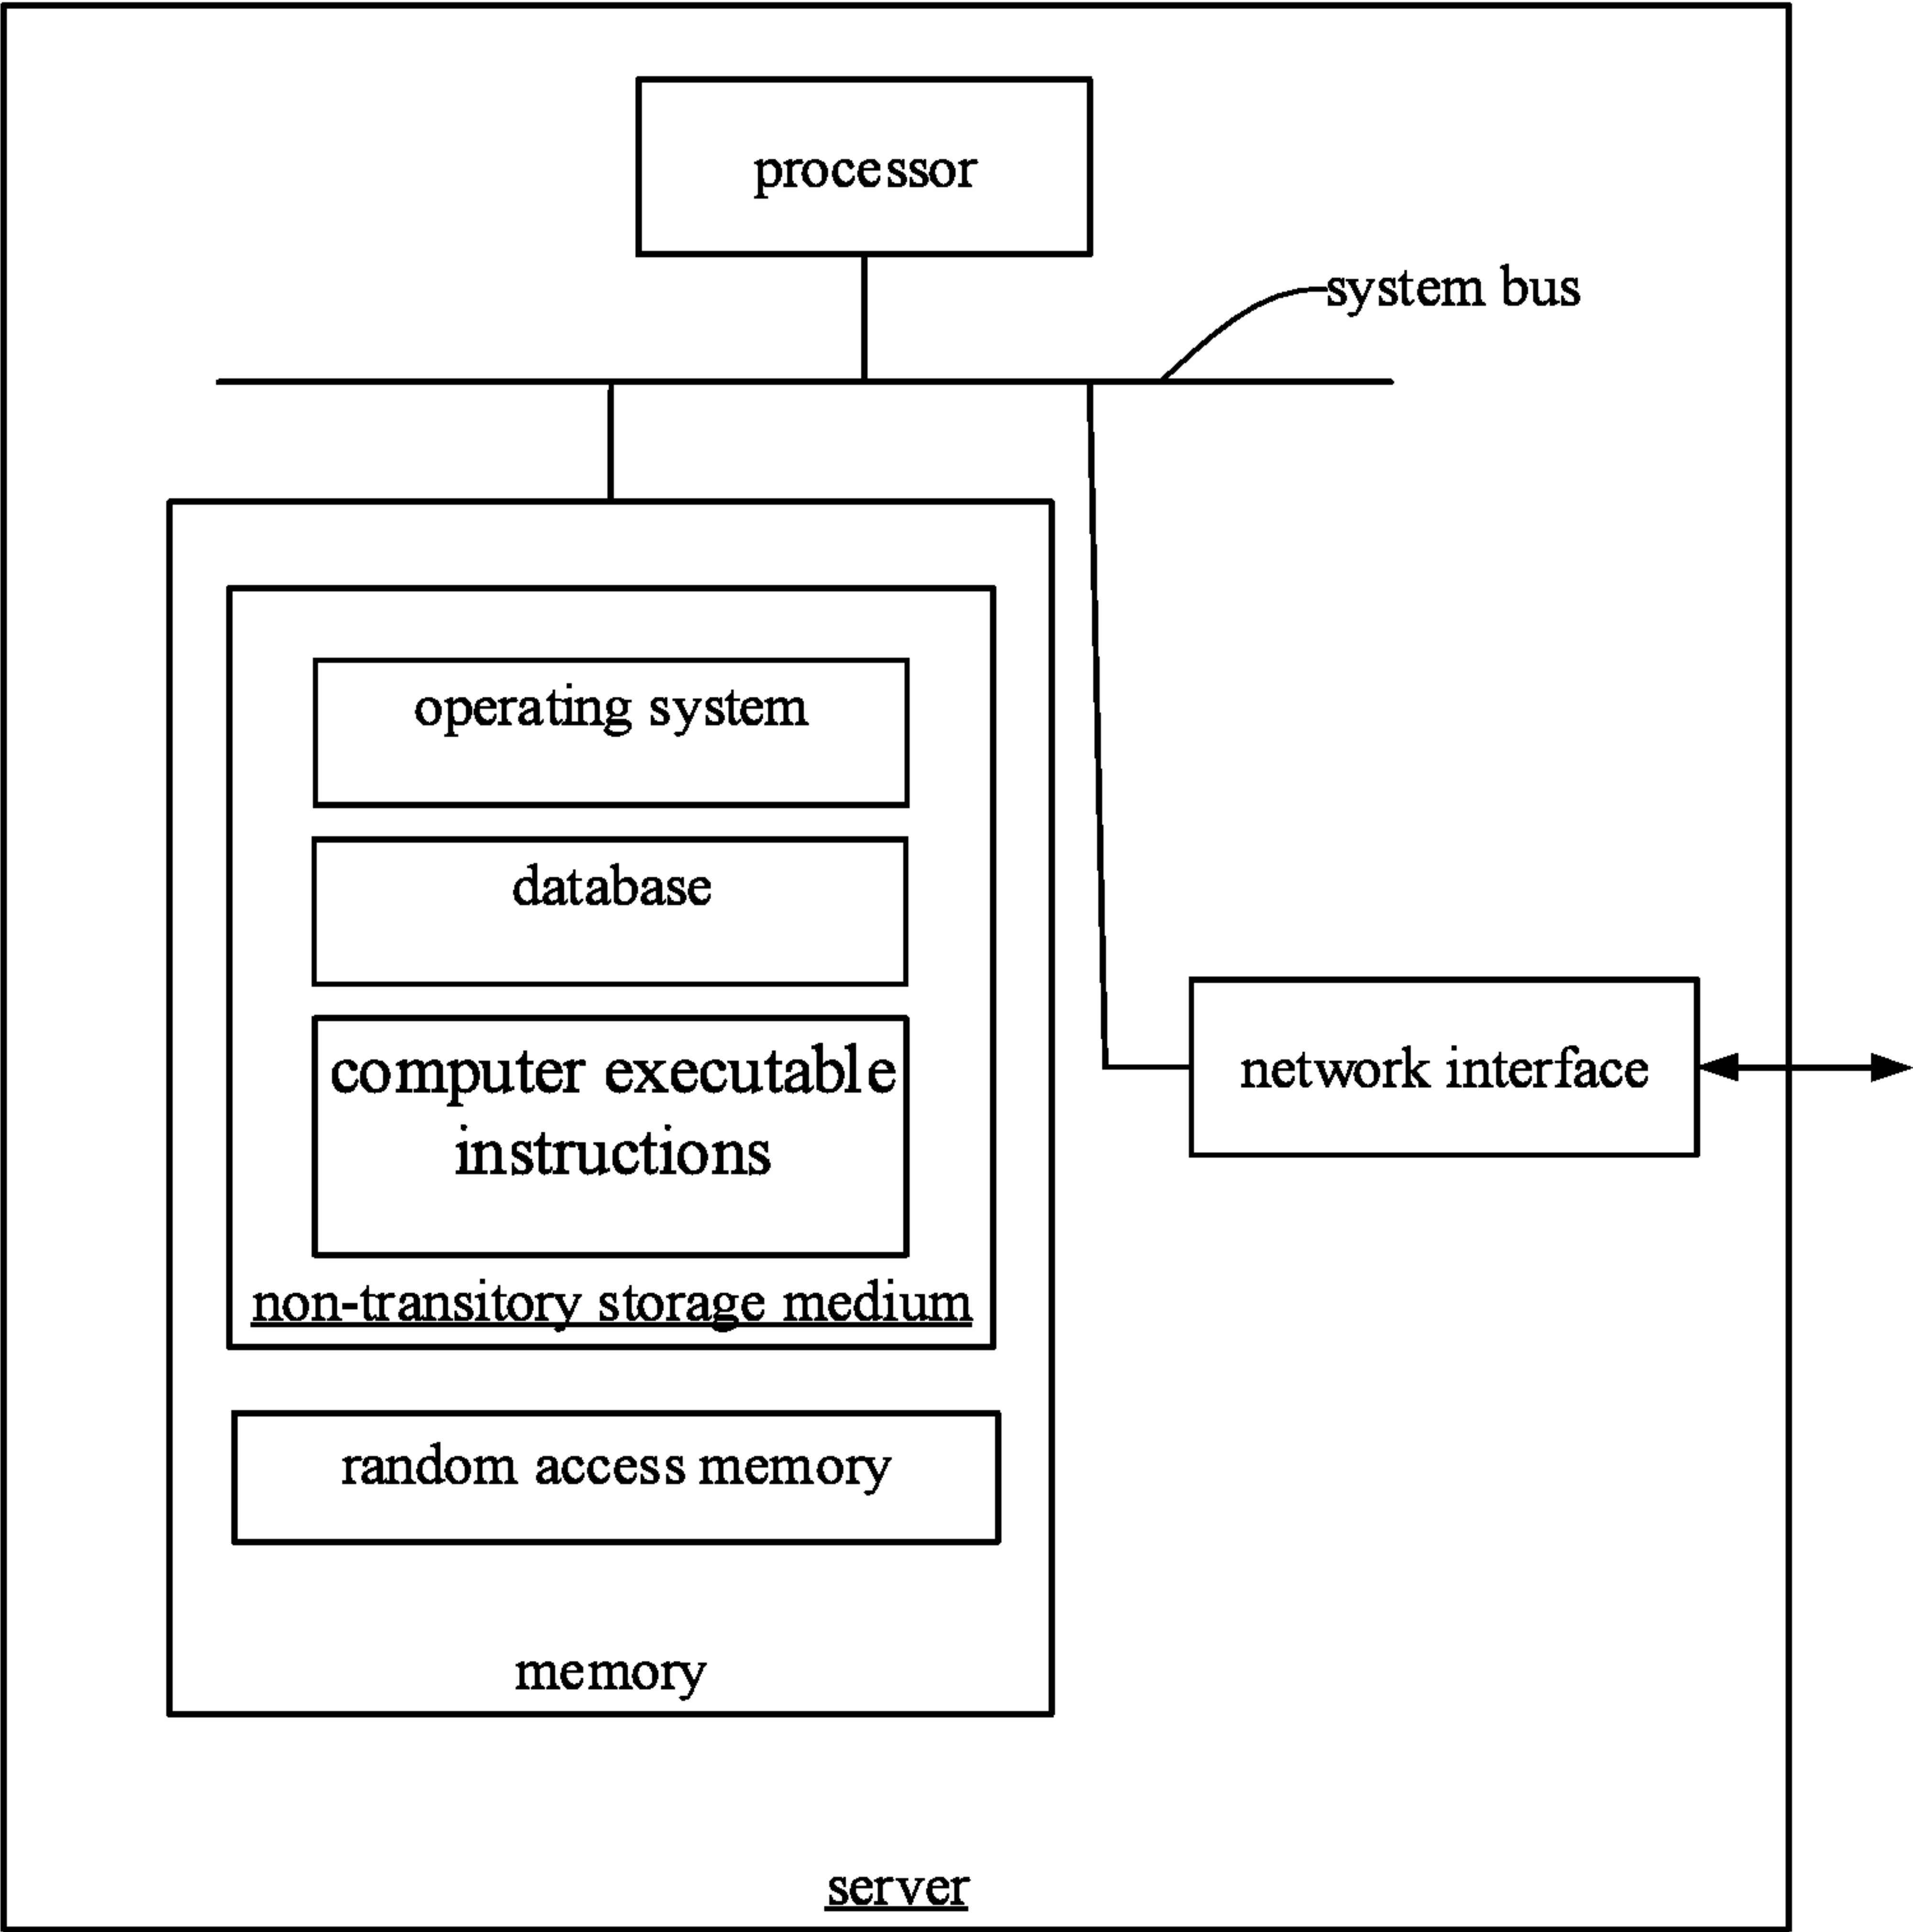 processor
system bus
operating system
database
computer executable
instructions
network interface
non-transitory storage medium
random access memory
memory
server